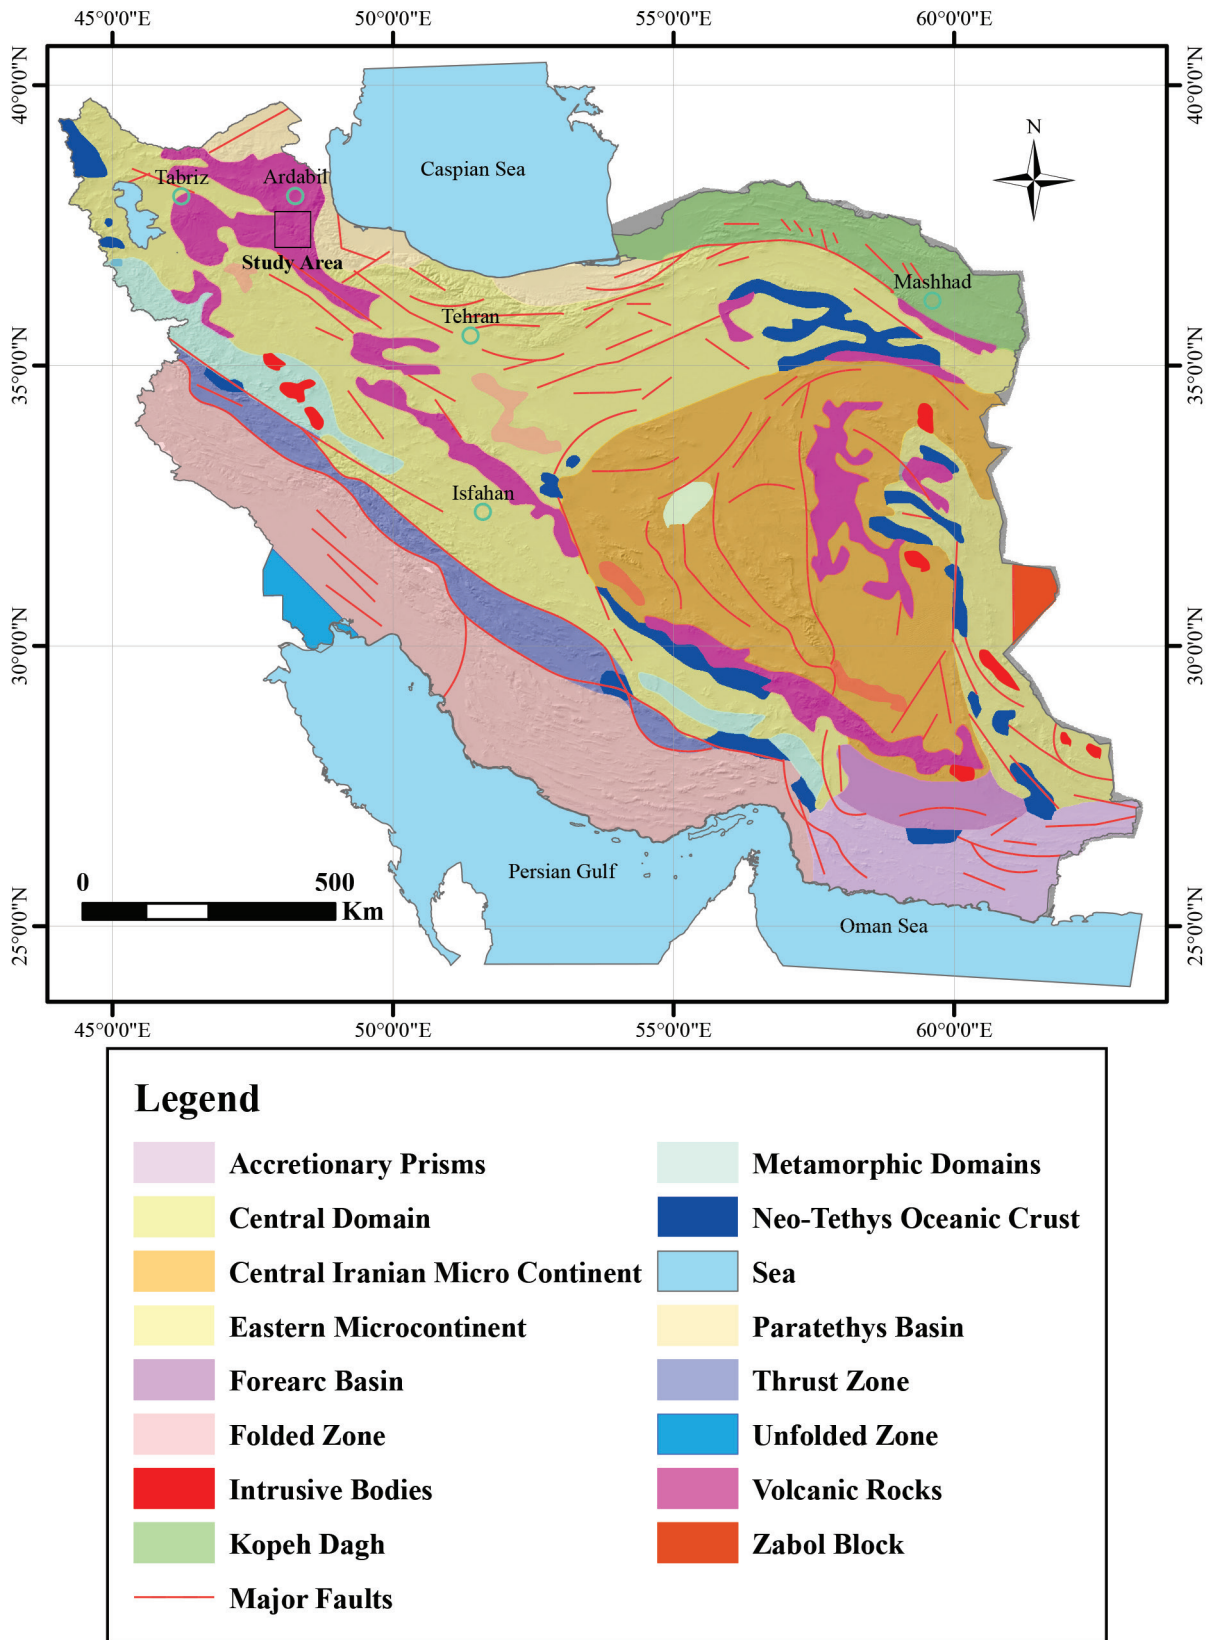 45°0'0"E 50°0'0"E 55°0'0"E 60°0'0"E
40°0'0"N 40°0'0"N
N
Caspian Sea
Tabriz Ardabil
Study Area
Mashhad
Tehran
35°0'0"N 35°0'0"N
Isfahan
30°0'0"N 30°0'0"N
Persian Gulf
0 500
Km
Oman Sea
25°0'0"N 25°0'0"N
45°0'0"E 50°0'0"E 55°0'0"E 60°0'0"E
Legend
Accretionary Prisms
Central Domain
Central Iranian Micro Continent
Eastern Microcontinent
Forearc Basin
Folded Zone
Intrusive Bodies
Kopeh Dagh
Major Faults
Metamorphic Domains
Neo-Tethys Oceanic Crust
Sea
Paratethys Basin
Thrust Zone
Unfolded Zone
Volcanic Rocks
Zabol Block